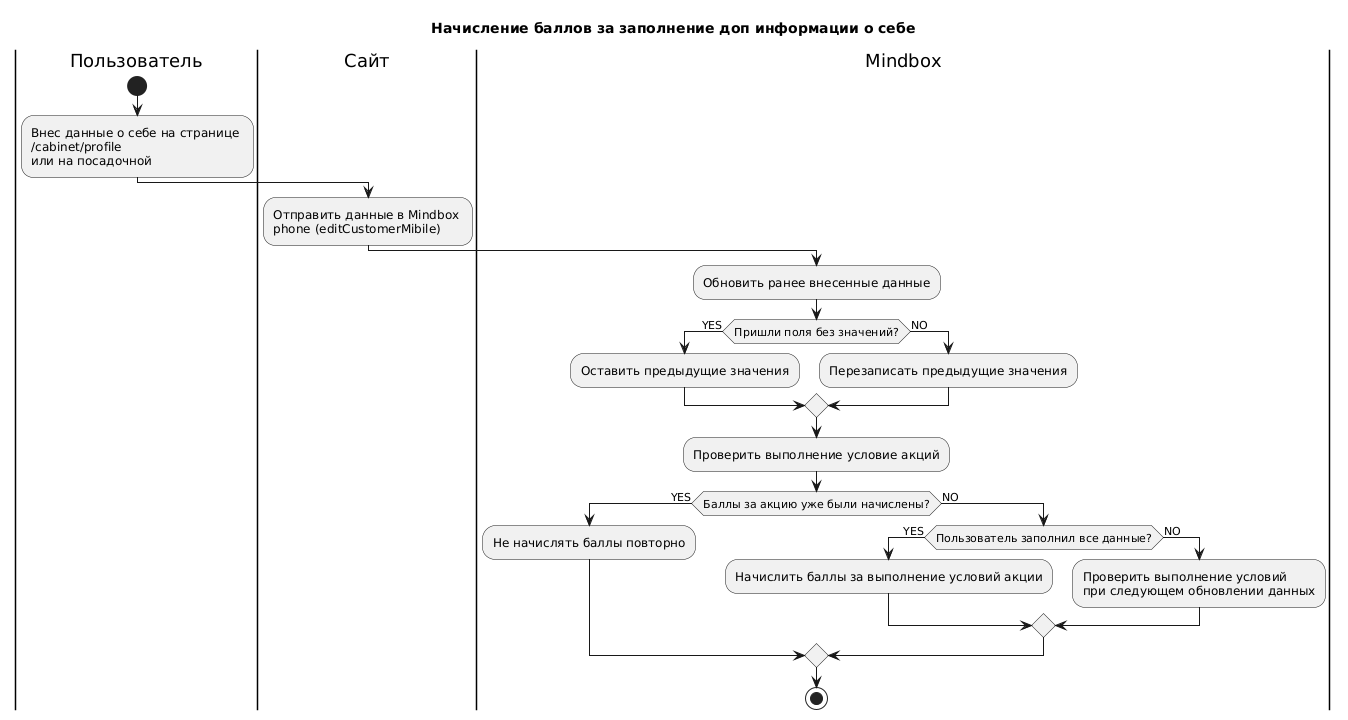 Начисление баллов за заполнение доп информации о себе
Пользователь
Сайт
Mindbox
Внес данные о себе на странице
/cabinet/profile
или на посадочной
Отправить данные в Mindbox
phone (editCustomerMibile)
Обновить ранее внесенные данные
YES
Пришли поля без значений?
NO
Оставить предыдущие значения
Перезаписать предыдущие значения
Проверить выполнение условие акций
YES
Баллы за акцию уже были начислены?
NO
Не начислять баллы повторно
YES
Пользователь заполнил все данные?
NO
Начислить баллы за выполнение условий акции
Проверить выполнение условий
при следующем обновлении данных